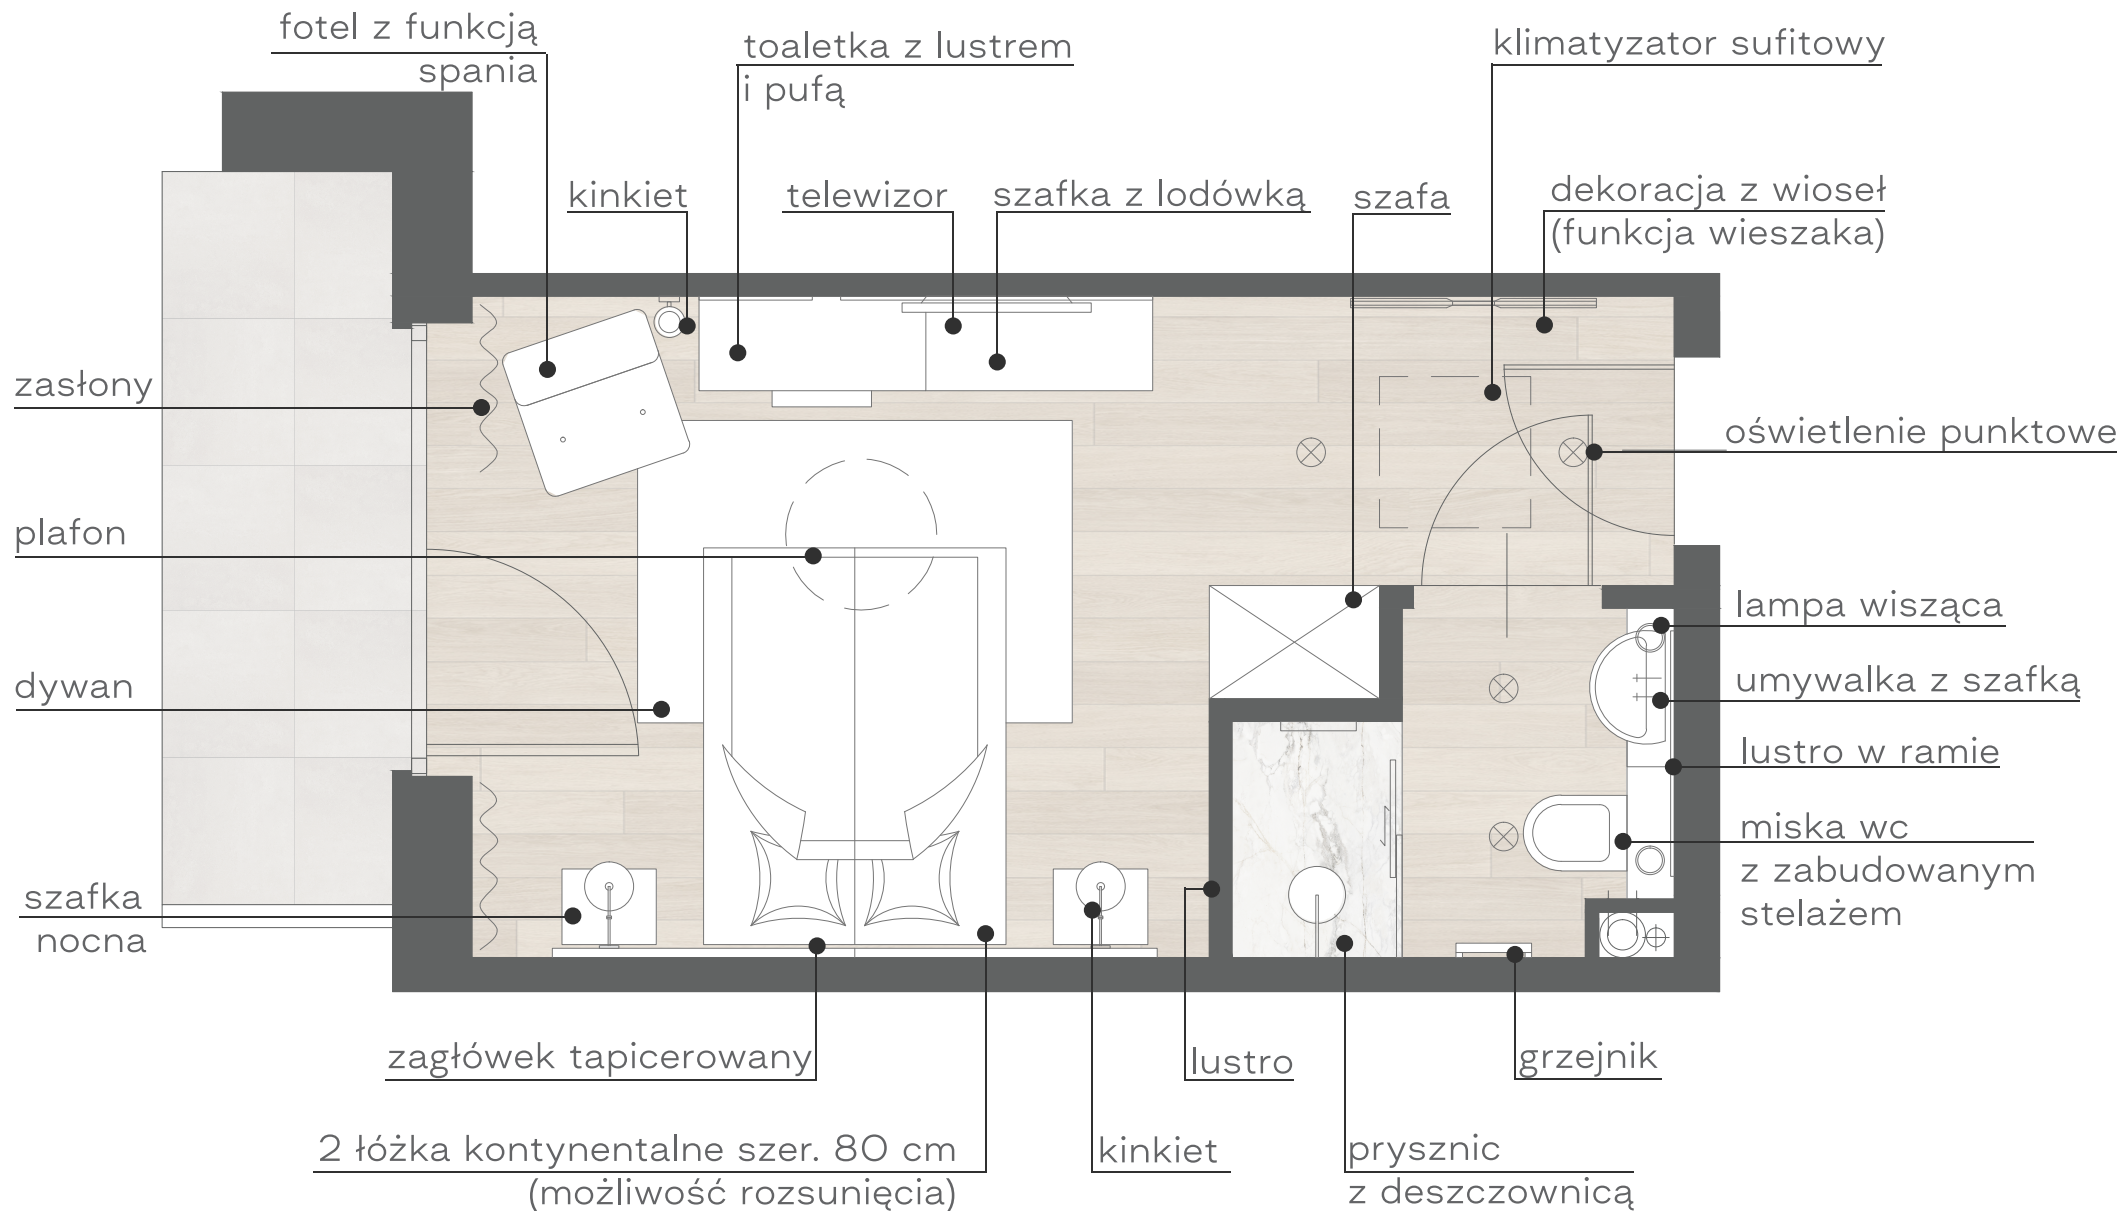 fotel z funkcją
spania
toaletka z lustrem
i pufą
klimatyzator sufitowy
kinkiet
telewizor
szafka z lodówką
szafa
dekoracja z wioseł
(funkcja wieszaka)
zasłony
oświetlenie punktowe
plafon
lampa wisząca
dywan
umywalka z szafką
lustro w ramie
miska wc
z zabudowanym
stelażem
szafka
nocna
zagłówek tapicerowany
lustro
grzejnik
2 łóżka kontynentalne szer. 80 cm
(możliwość rozsunięcia)
kinkiet
prysznic
z deszczownicą